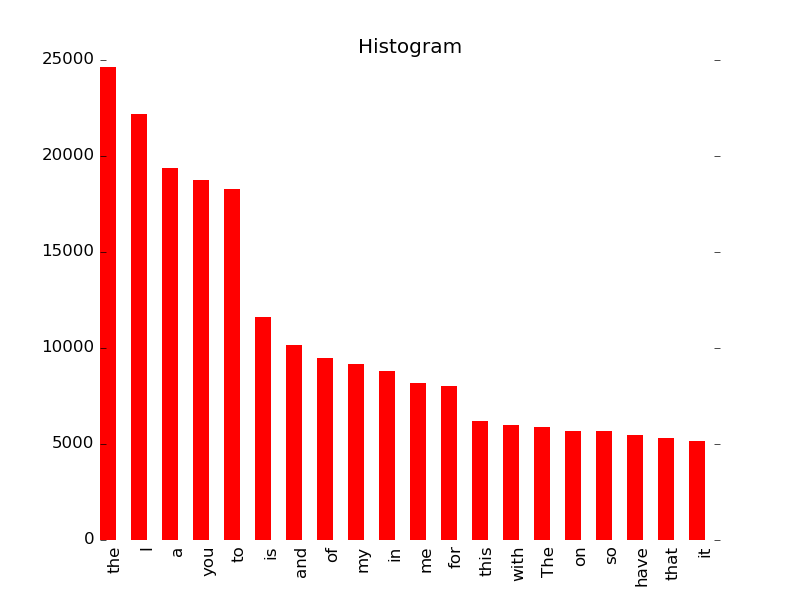 Histogram
25000
20000
15000
10000
5000
0
the
I
a
you
to
is
and
of
my
in
me
for
this
with
The
on
so
have
that
it